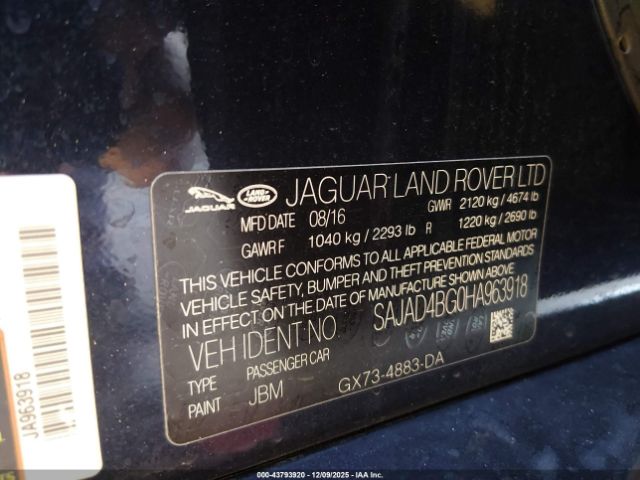 JAGUAR LAND-ROVER JAGUAR LAND ROVER LTD
MFD DATE 08/16 GVWR 2120 kg / 4674 lb
GAWR F 1040 kg / 2293 lb R 1220 kg / 2690 lb
THIS VEHICLE CONFORMS TO ALL APPLICABLE FEDERAL MOTOR
VEHICLE SAFETY, BUMPER AND THEFT PREVENTION STANDARDS
IN EFFECT ON THE DATE OF MANUFACTURE SHOWN ABOVE.
VEH IDENT NO. SAJAD4BG0HA963918
TYPE PASSENGER CAR
PAINT JBM GX73-4883-DA
JA963918
000-43793920 - 12/09/2025 - IAA Inc.